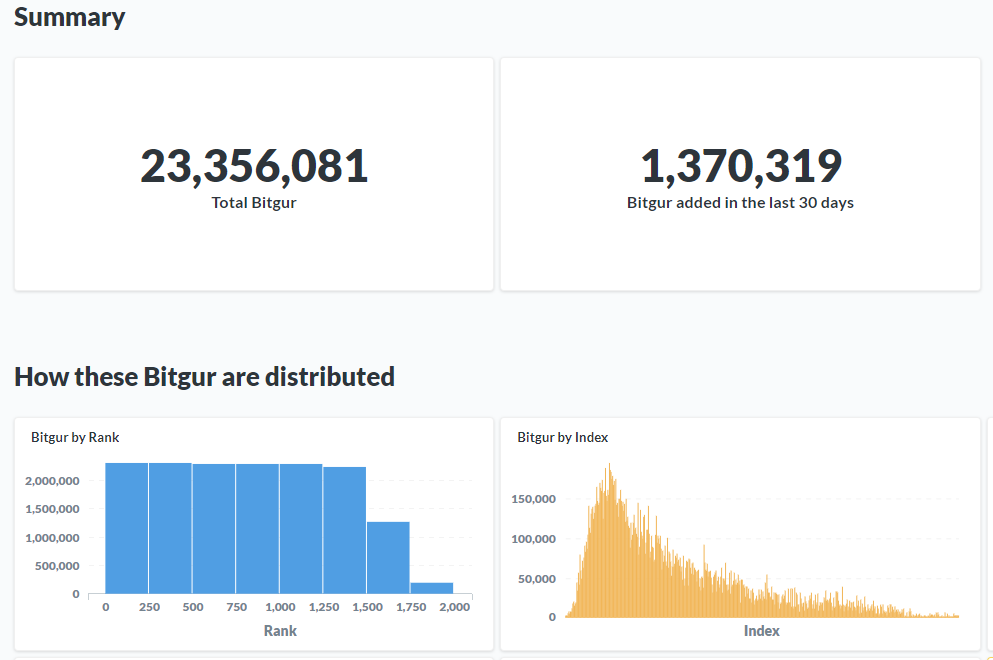 Summary
23,356,081
Total Bitgur
1,370,319
Bitgur added in the last 30 days
How these Bitgur are distributed
Bitgur by Rank
2,000,000
1,500,000
1,000,000
500,000
0
0 250 500 750 1,000 1,250 1,500 1,750 2,000
Rank
Bitgur by Index
150,000
100,000
50,000
0
Index